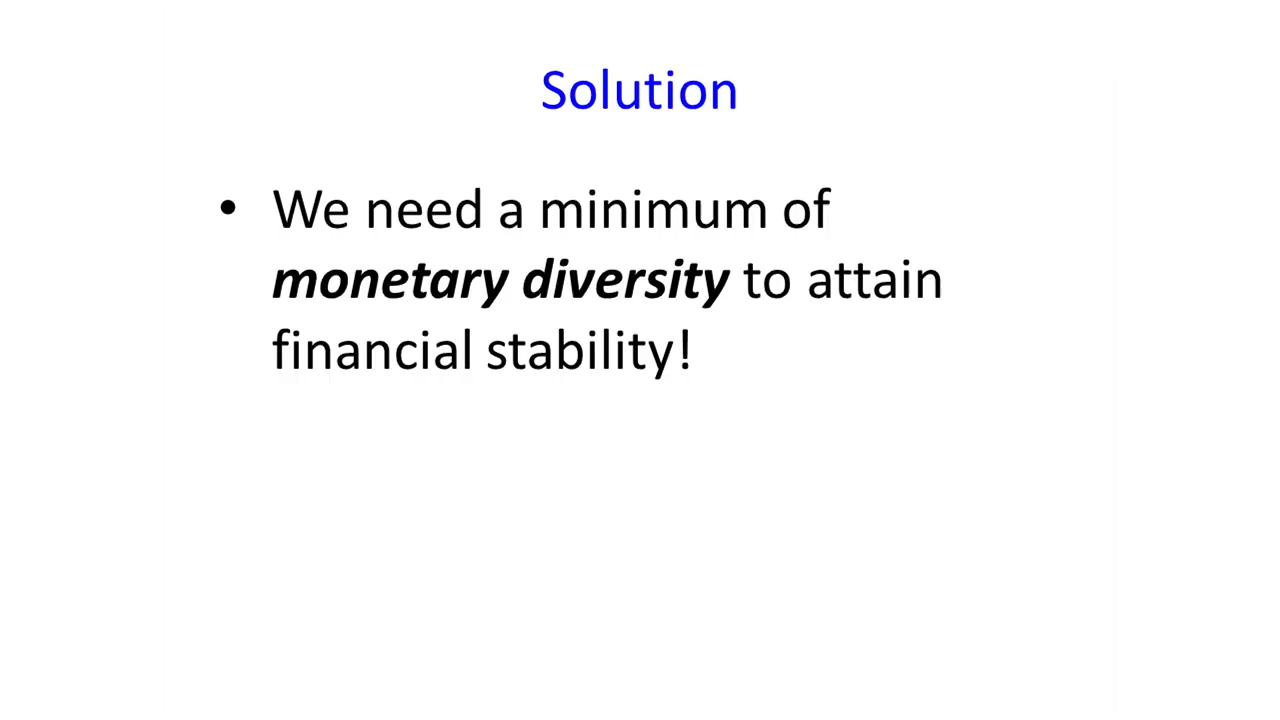 Solution
• We need a minimum of
monetary diversity to attain
financial stability!